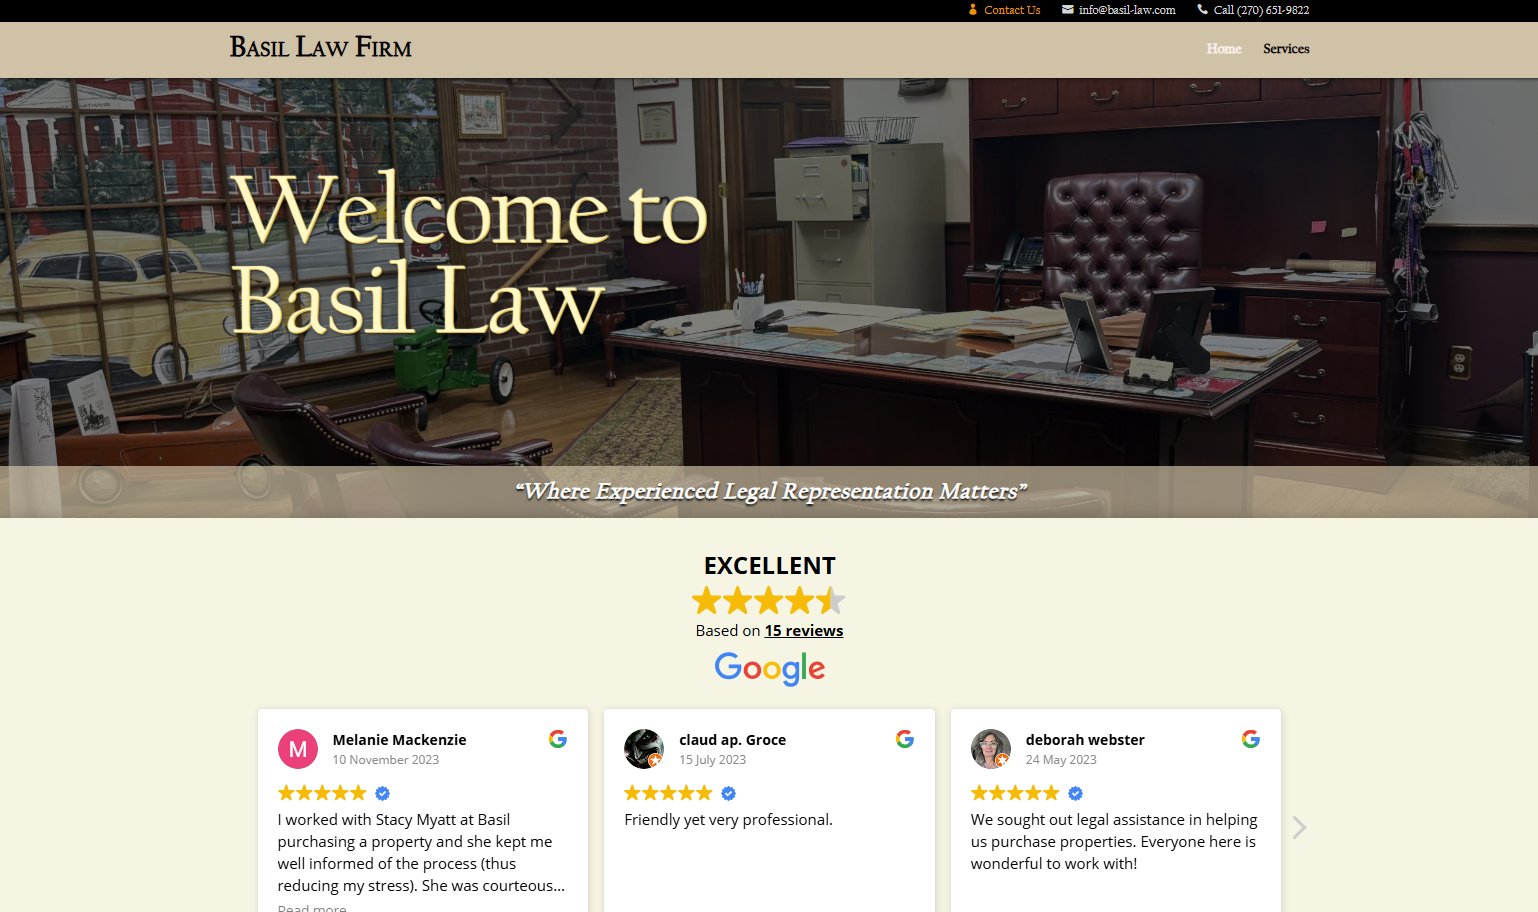 Contact Us
info@basil-law.com
Call (270) 651-9822
Basil Law Firm
Home
Services
Welcome to
Basil Law
“Where Experienced Legal Representation Matters”
EXCELLENT
Based on 15 reviews
Google
M
Melanie Mackenzie
10 November 2023
I worked with Stacy Myatt at Basil
purchasing a property and she kept me
well informed of the process (thus
reducing my stress). She was courteous...
Read more
claud ap. Groce
15 July 2023
Friendly yet very professional.
deborah webster
24 May 2023
We sought out legal assistance in helping
us purchase properties. Everyone here is
wonderful to work with!